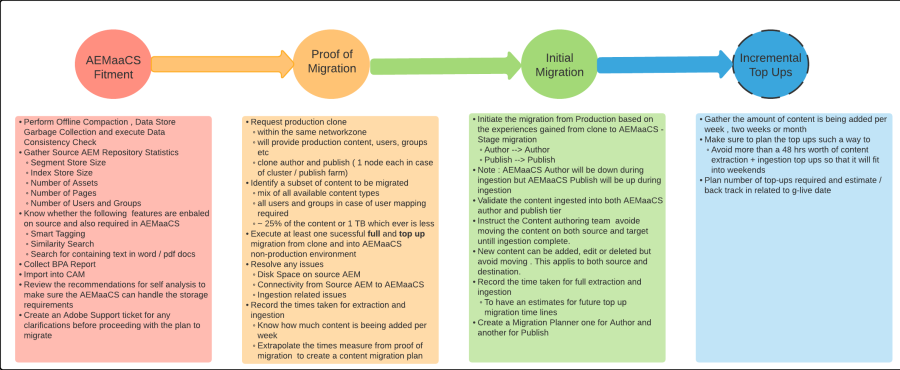 AEMaaCS
Fitment
Proof of
Migration
Initial
Migration
Incremental
Top Ups
• Perform Offline Compaction , Data Store
Garbage Collection and execute Data
Consistency Check
• Gather Source AEM Repository Statistics
• Segment Store Size
• Index Store Size
• Number of Assets
• Number of Pages
• Number of Users and Groups
• Know whether the following features are enbaled
on source and also required in AEMaaCS
• Smart Tagging
• Similarity Search
• Search for containing text in word / pdf docs
• Collect BPA Report
• Import into CAM
• Review the recommendations for self analysis to
make sure the AEMaaCS can handle the storage
requirements
• Create an Adobe Support ticket for any
clarifications before proceeding with the plan to
migrate
• Request production clone
• within the same networkzone
• will provide production content, users, groups
etc
• clone author and publish ( 1 node each in case
of cluster / publish farm)
• Identify a subset of content to be migrated
• mix of all available content types
• all users and groups in case of user mapping
required
• ~ 25% of the content or 1 TB which ever is less
• Execute at least one sucessful full and top up
migration from clone and into AEMaaCS
non-production environment
• Resolve any issues
• Disk Space on source AEM
• Connectivity from Source AEM to AEMaaCS
• Ingestion related issues
• Record the times taken for extraction and
ingestion
• Know how much content is beeing added per
week
• Extrapolate the times measure from proof of
migration to create a content migration plan
• Initiate the migration from Production based on
the experiences gained from clone to AEMaaCS -
Stage migration
• Author --> Author
• Publish --> Publish
• Note : AEMaaCS Author will be down during
ingestion but AEMaaCS Publish will be up during
ingestion
• Validate the content ingested into both AEMaaCS
author and publish tier
• Instruct the Content authoring team avoide
moving the content on both source and target
untill ingestion complete.
• New content can be added, edit or deleted but
avoid moving . This applis to both source and
destination.
• Record the time taken for full extraction and
ingestion
• To have an estimates for future top up
migration time lines
• Create a Migration Planner one for Author and
another for Publish
• Gather the amount of content is being added per
week , two weeks or month
• Make sure to plan the top ups such a way to
• Avoid more than a 48 hrs worth of content
extraction + ingestion top ups so that it will fit
into weekends
• Plan number of top-ups required and estimate /
back track in related to g-live date